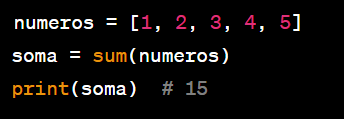 numeros = [1, 2, 3, 4, 5]
soma = sum(numeros)
print(soma)  # 15